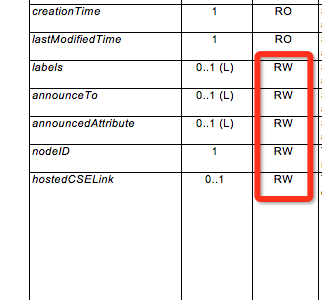 creationTime 1 RO
lastModifiedTime 1 RO
labels 0..1 (L) RW
announceTo 0..1 (L) RW
announcedAttribute 0..1 (L) RW
nodeID 1 RW
hostedCSELink 0..1 RW